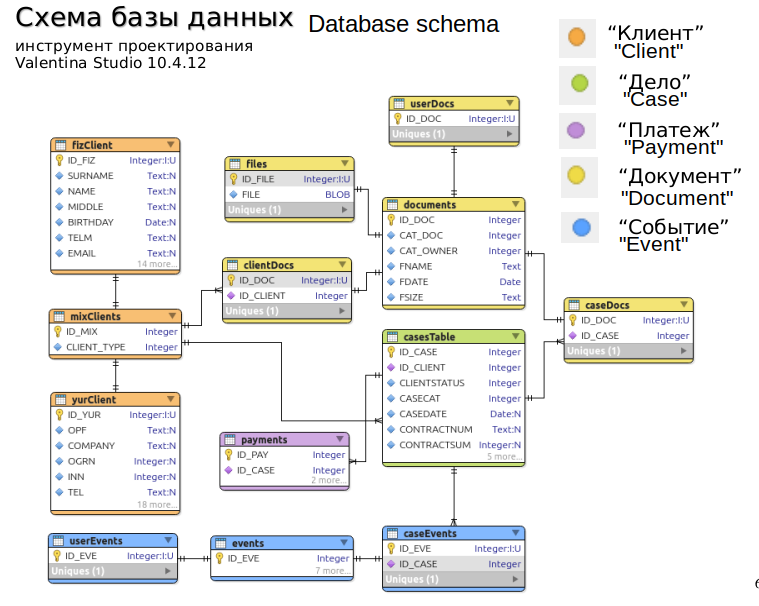 Схема базы данных Database schema
инструмент проектирования
Valentina Studio 10.4.12
“Клиент”
"Client"
“Дело”
"Case"
“Платеж”
"Payment"
“Документ”
"Document"
“Событие”
"Event"
userDocs
ID_DOC Integer:I:U
Uniques (1)
fizClient
ID_FIZ Integer:I:U
SURNAME Text:N
NAME Text:N
MIDDLE Text:N
BIRTHDAY Date:N
TELM Text:N
EMAIL Text:N
14 more...
files
ID_FILE Integer:I:U
FILE BLOB
Uniques (1)
documents
ID_DOC Integer
CAT_DOC Integer
CAT_OWNER Integer
FNAME Text
FDATE Date
FSIZE Text
clientDocs
ID_DOC Integer:I:U
ID_CLIENT Integer
Uniques (1)
caseDocs
ID_DOC Integer:I:U
ID_CASE Integer
Uniques (1)
mixClients
ID_MIX Integer
CLIENT_TYPE Integer
casesTable
ID_CASE Integer
ID_CLIENT Integer
CLIENTSTATUS Integer
CASECAT Integer
CASEDATE Date:N
CONTRACTNUM Text:N
CONTRACTSUM Integer:N
5 more...
yurClient
ID_YUR Integer:I:U
OPF Text:N
COMPANY Text:N
OGRN Integer:N
INN Integer:N
TEL Text:N
18 more...
payments
ID_PAY Integer
ID_CASE Integer
2 more...
userEvents
ID_EVE Integer:I:U
Uniques (1)
events
ID_EVE Integer
7 more...
caseEvents
ID_EVE Integer:I:U
ID_CASE Integer
Uniques (1)